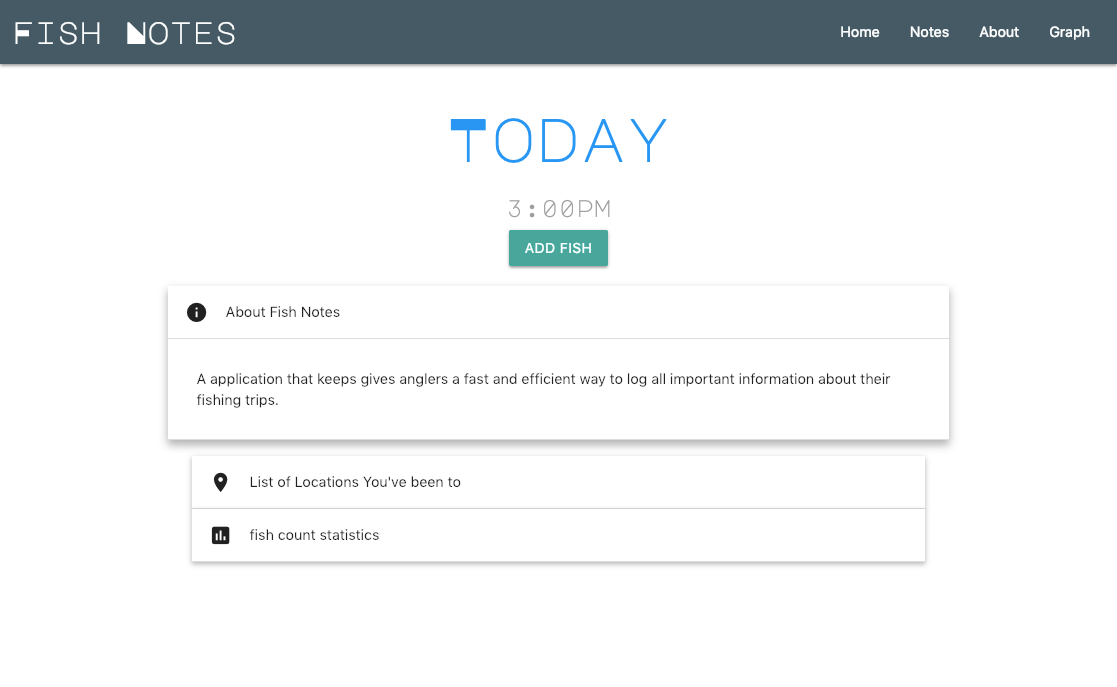 FISH NOTES
Home Notes About Graph
TODAY
3:00PM
ADD FISH
About Fish Notes
A application that keeps gives anglers a fast and efficient way to log all important information about their
fishing trips.
List of Locations You've been to
fish count statistics